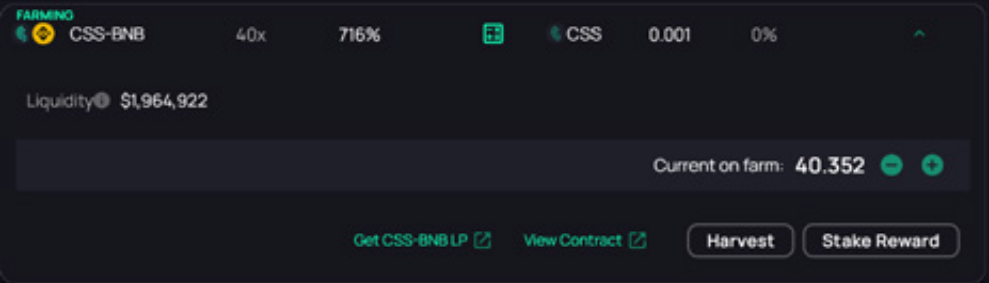 FARMING
CSS-BNB 40x 716% CSS 0.001 0%
Liquidity $1,964,922
Current on farm: 40.352
Get CSS-BNB LP View Contract Harvest Stake Reward